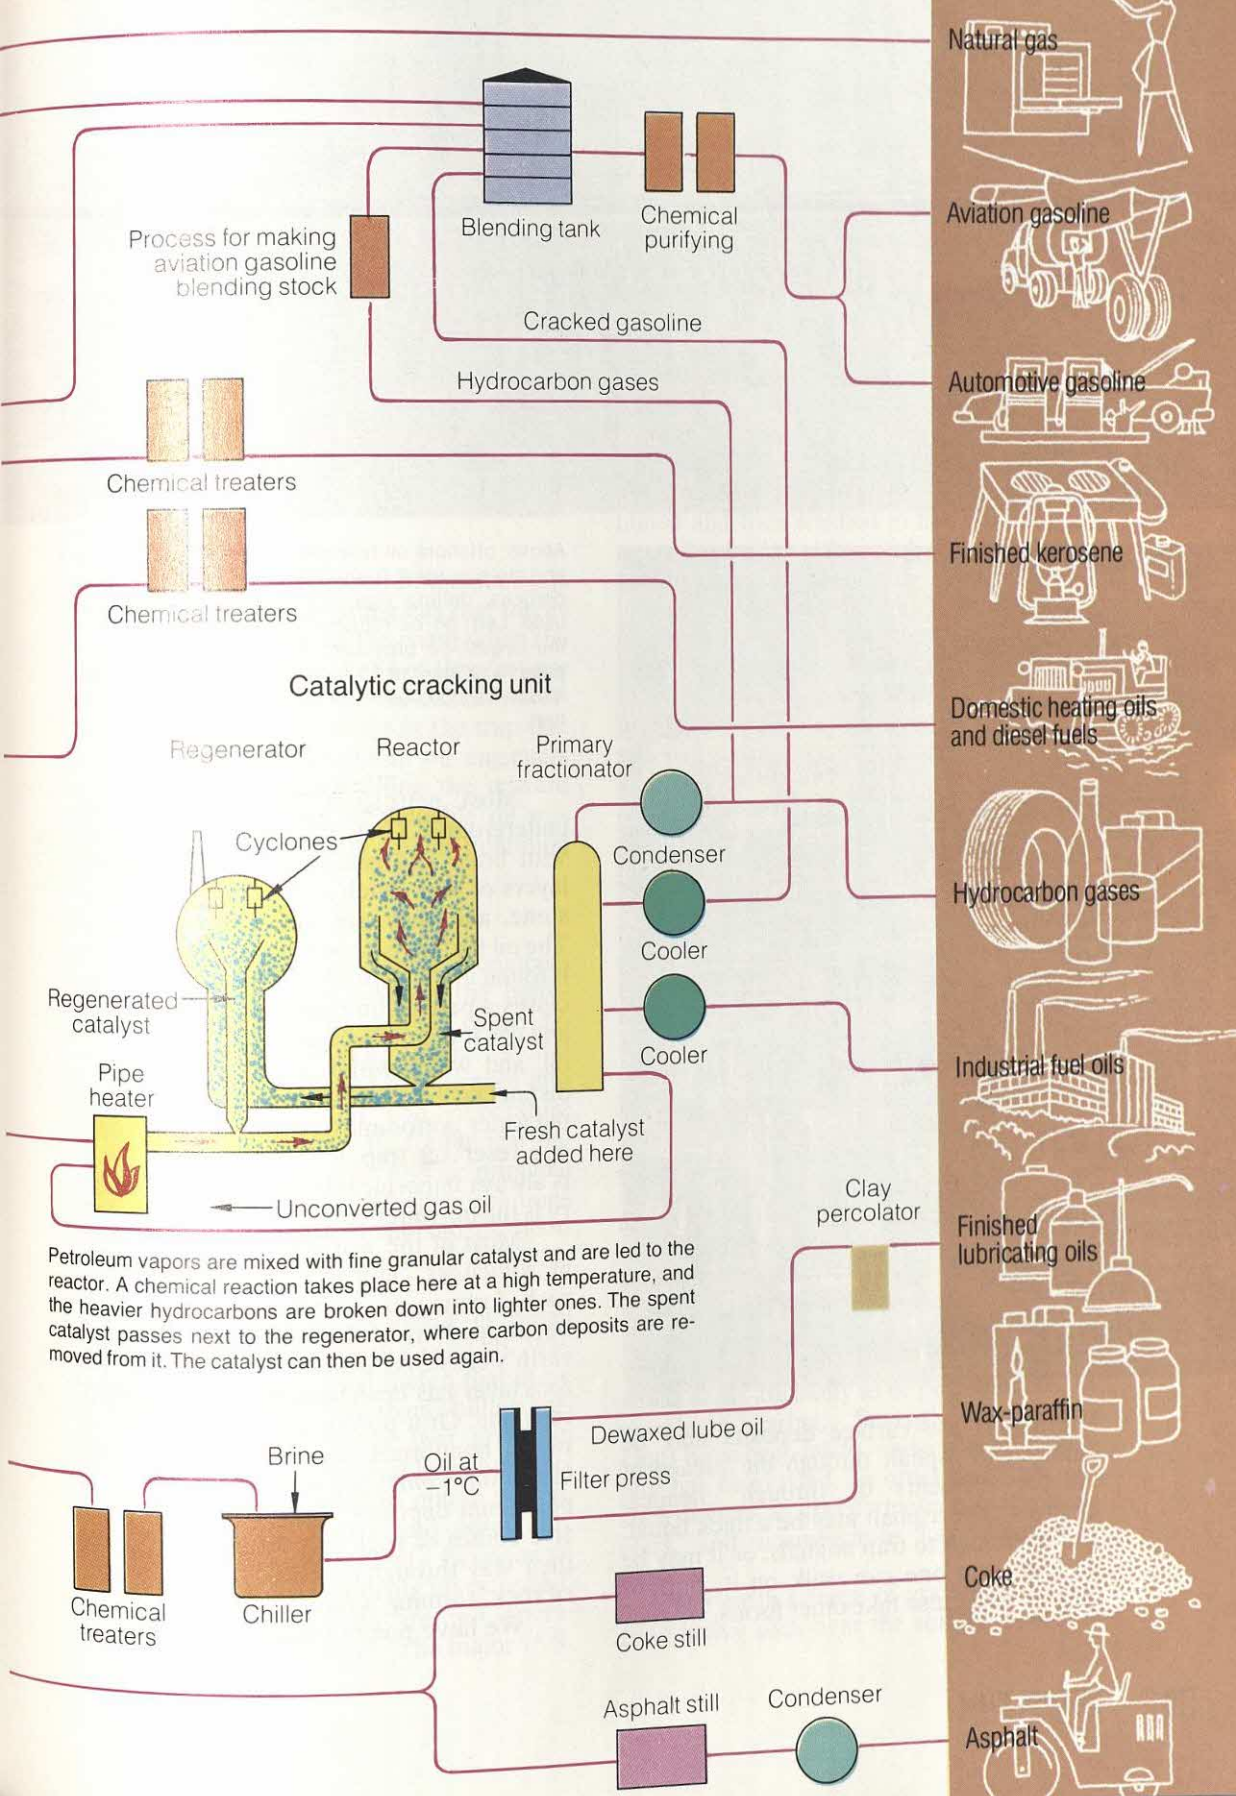 Natural gas
Blending tank
Chemical
purifying
Aviation gasoline
Process for making
aviation gasoline
blending stock
Cracked gasoline
Hydrocarbon gases
Automotive gasoline
Chemical treaters
Finished kerosene
Chemical treaters
Catalytic cracking unit
Domestic heating oils
and diesel fuels
Regenerator
Reactor
Primary
fractionator
Cyclones
Condenser
Hydrocarbon gases
Cooler
Regenerated
catalyst
Spent
catalyst
Cooler
Industrial fuel oils
Pipe
heater
Fresh catalyst
added here
Unconverted gas oil
Clay
percolator
Finished
lubricating oils
Petroleum vapors are mixed with fine granular catalyst and are led to the
reactor. A chemical reaction takes place here at a high temperature, and
the heavier hydrocarbons are broken down into lighter ones. The spent
catalyst passes next to the regenerator, where carbon deposits are re-
moved from it. The catalyst can then be used again.
Dewaxed lube oil
Wax-paraffin
Brine
Oil at
−1°C
Filter press
Chemical
treaters
Chiller
Coke still
Coke
Asphalt still
Condenser
Asphalt